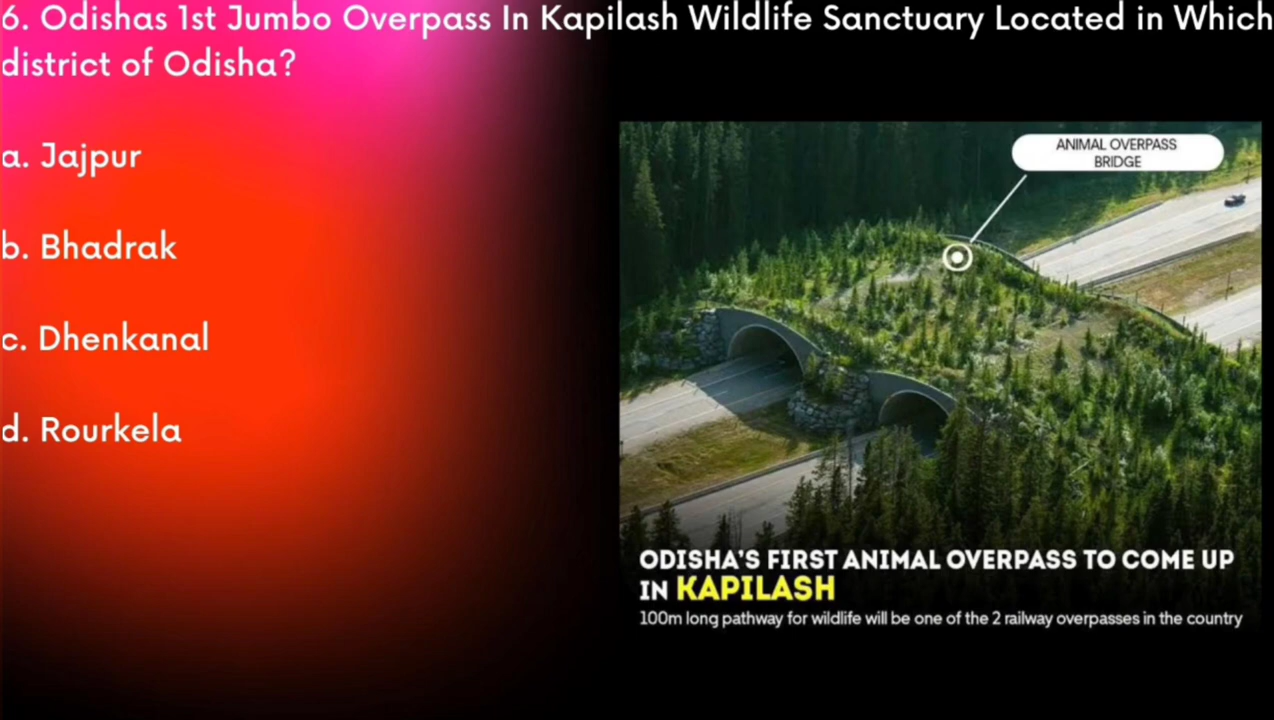 6. Odishas 1st Jumbo Overpass In Kapilash Wildlife Sanctuary Located in Which
district of Odisha?
a. Jajpur
b. Bhadrak
c. Dhenkanal
d. Rourkela
ANIMAL OVERPASS
BRIDGE
ODISHA'S FIRST ANIMAL OVERPASS TO COME UP
IN KAPILASH
100m long pathway for wildlife will be one of the 2 railway overpasses in the country